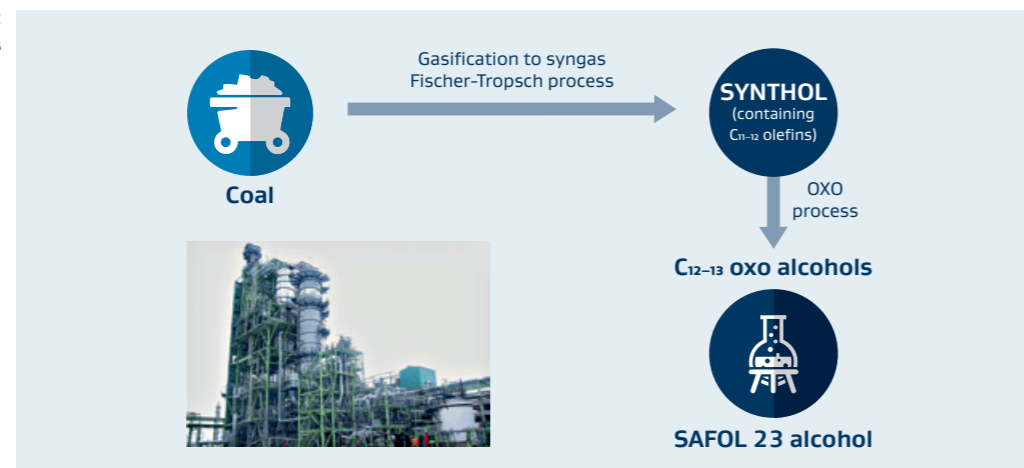 Gasification to syngas
Fischer-Tropsch process
SYNTHOL
(containing
C₁₁₋₁₂ olefins)
Coal
OXO
process
C₁₂₋₁₃ oxo alcohols
SAFOL 23 alcohol